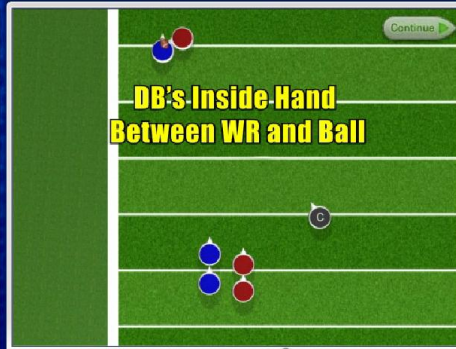 Continue
DB's Inside Hand
Between WR and Ball
C